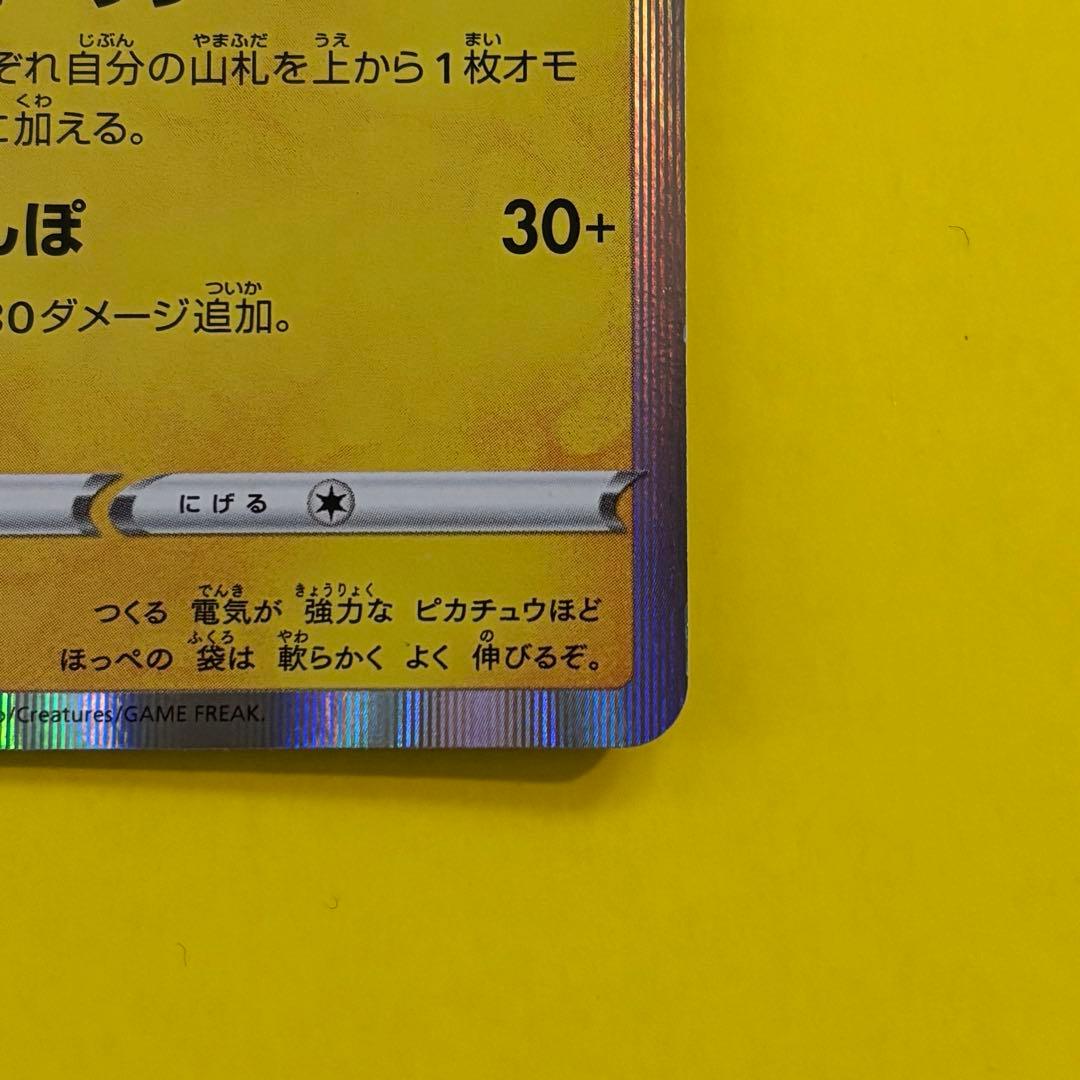 ぞれ自分の山札を上から1枚オモ
に加える。
んぽ 30+
30ダメージ追加。
にげる
つくる 電気が 強力な ピカチュウほど
ほっぺの 袋は 軟らかく よく 伸びるぞ。
/Creatures/GAME FREAK.